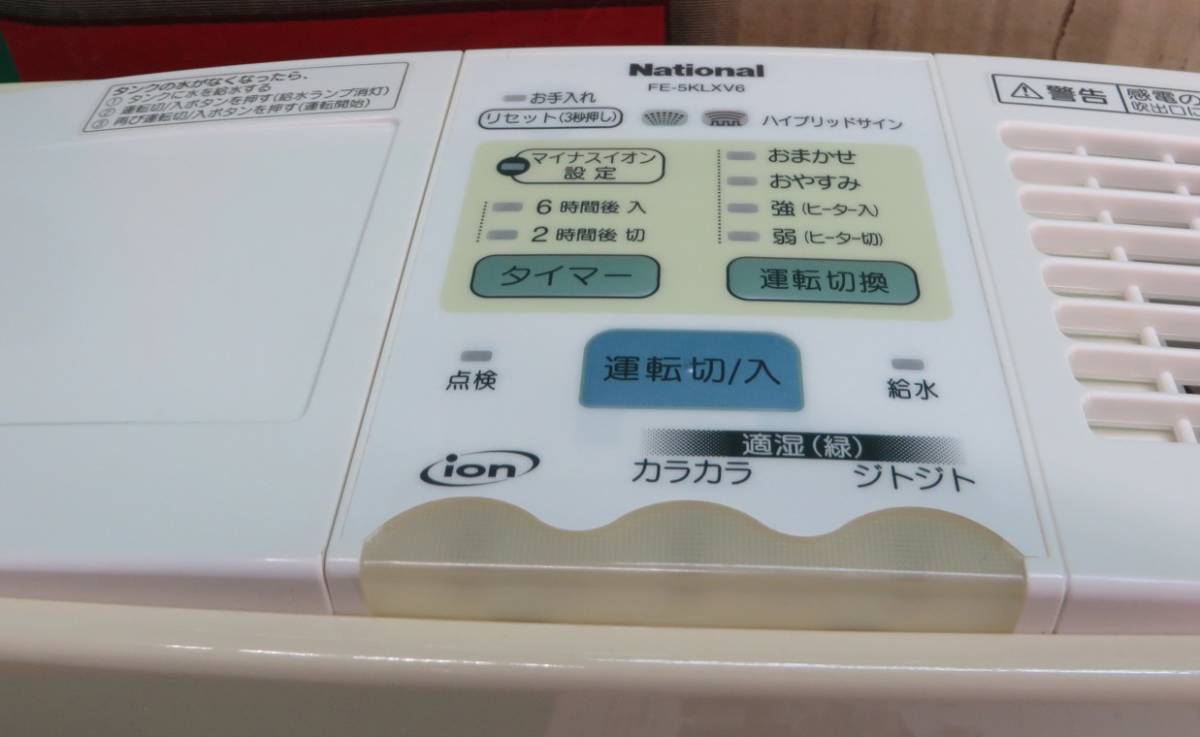 タンクの水がなくなったら、
① タンクに水を給水する
② 運転切/入ボタンを押す(給水ランプ消灯)
③ 再び運転切/入ボタンを押す(運転開始)
National
FE-5KLXV6
お手入れ
リセット(3秒押し)
ハイブリッドサイン
マイナスイオン
設定
6時間後 入
2時間後 切
タイマー
おまかせ
おやすみ
強(ヒーター入)
弱(ヒーター切)
運転切換
点検
運転切/入
給水
ion
適湿(緑)
カラカラ
ジトジト
警告
感電の
吹出口に